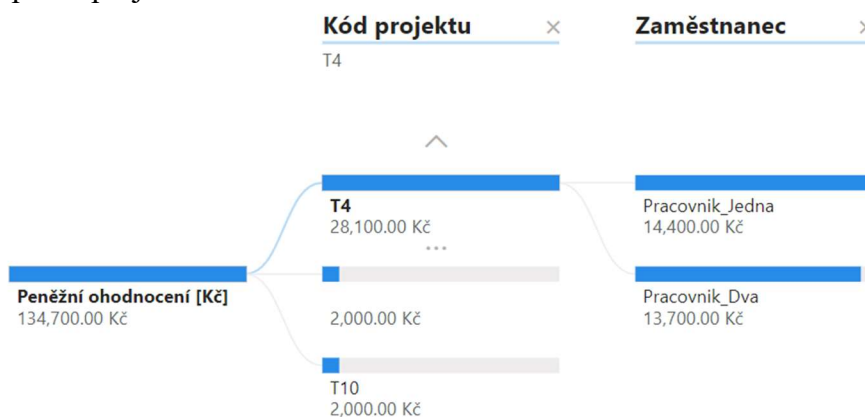 Kód projektu
Zaměstnanec
T4
T4
28,100.00 Kč
...
Pracovnik_Jedna
14,400.00 Kč
Peněžní ohodnocení [Kč]
134,700.00 Kč
2,000.00 Kč
Pracovnik_Dva
13,700.00 Kč
T10
2,000.00 Kč